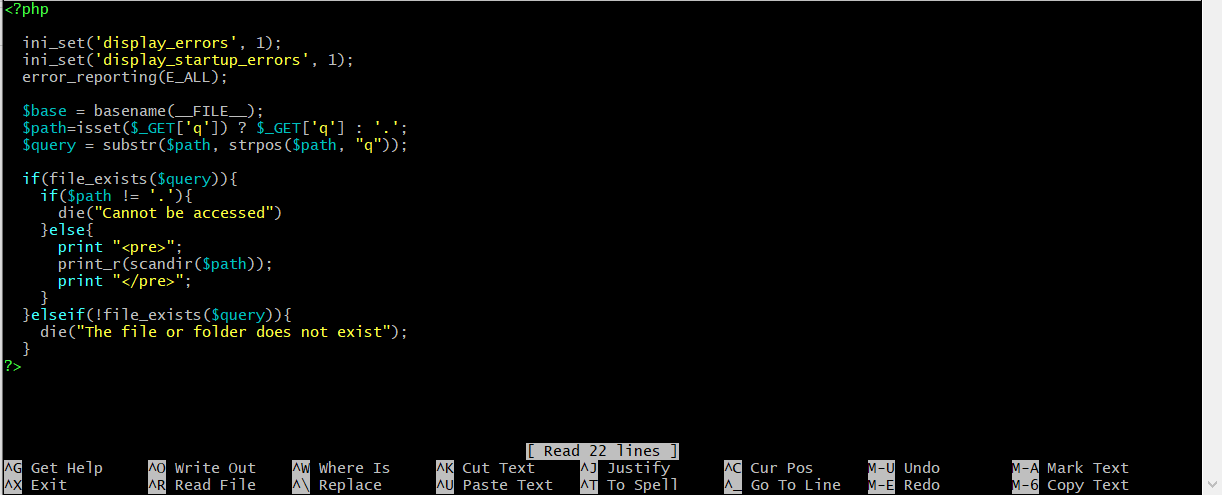 <?php

  ini_set('display_errors', 1);
  ini_set('display_startup_errors', 1);
  error_reporting(E_ALL);

  $base = basename(__FILE__);
  $path=isset($_GET['q']) ? $_GET['q'] : '.';
  $query = substr($path, strpos($path, "q"));

  if(file_exists($query)){
    if($path != '.'){
      die("Cannot be accessed")
    }else{
      print "<pre>";
      print_r(scandir($path));
      print "</pre>";
    }
  }elseif(!file_exists($query)){
    die("The file or folder does not exist");
  }
?>
[ Read 22 lines ]
^G Get Help ^O Write Out ^W Where Is ^K Cut Text ^J Justify ^C Cur Pos M-U Undo M-A Mark Text
^X Exit ^R Read File ^\ Replace ^U Paste Text ^T To Spell ^_ Go To Line M-E Redo M-6 Copy Text